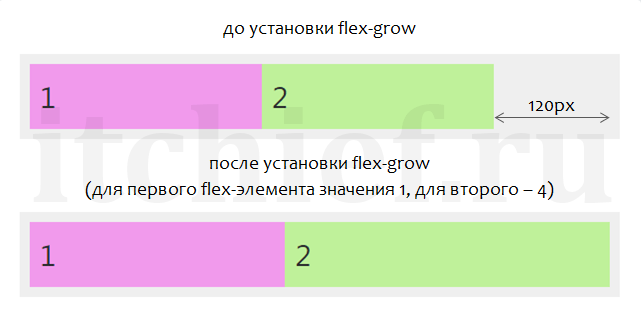 до установки flex-grow
1
2
120px
itchief.ru
после установки flex-grow
(для первого flex-элемента значения 1, для второго – 4)
1
2